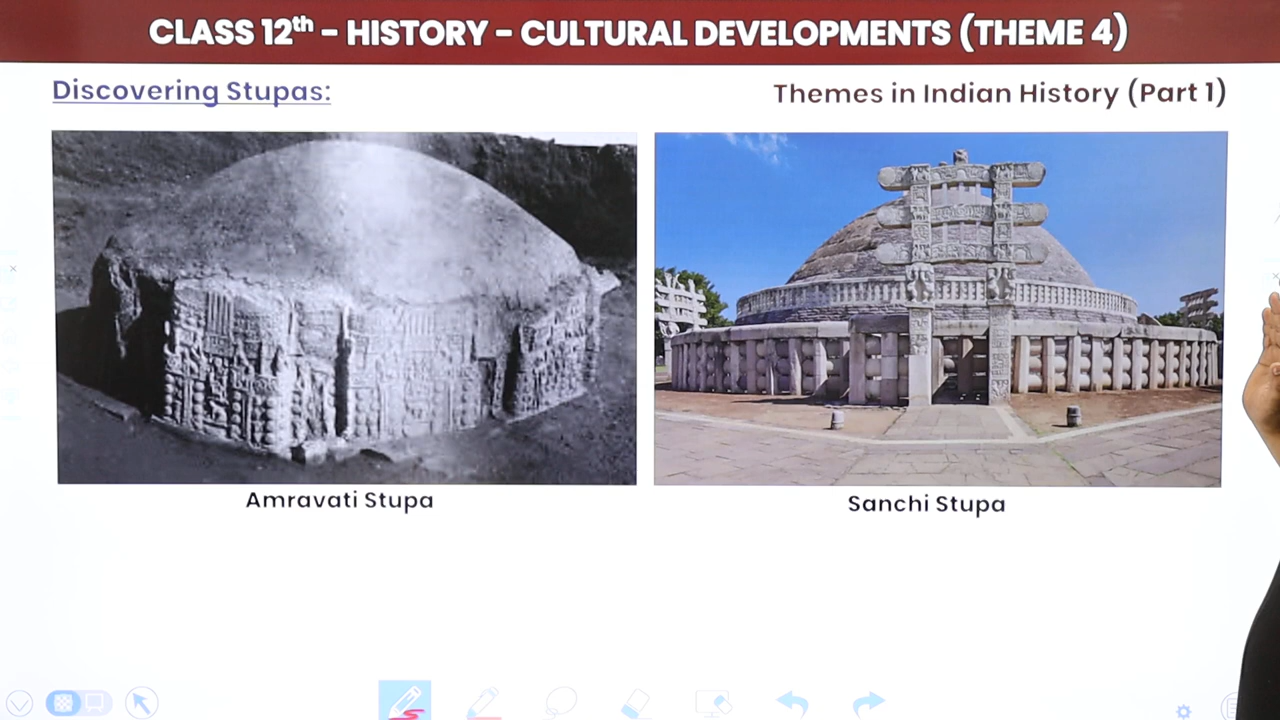 CLASS 12th – HISTORY – CULTURAL DEVELOPMENTS (THEME 4)
Discovering Stupas:
Themes in Indian History (Part 1)
Amravati Stupa
Sanchi Stupa